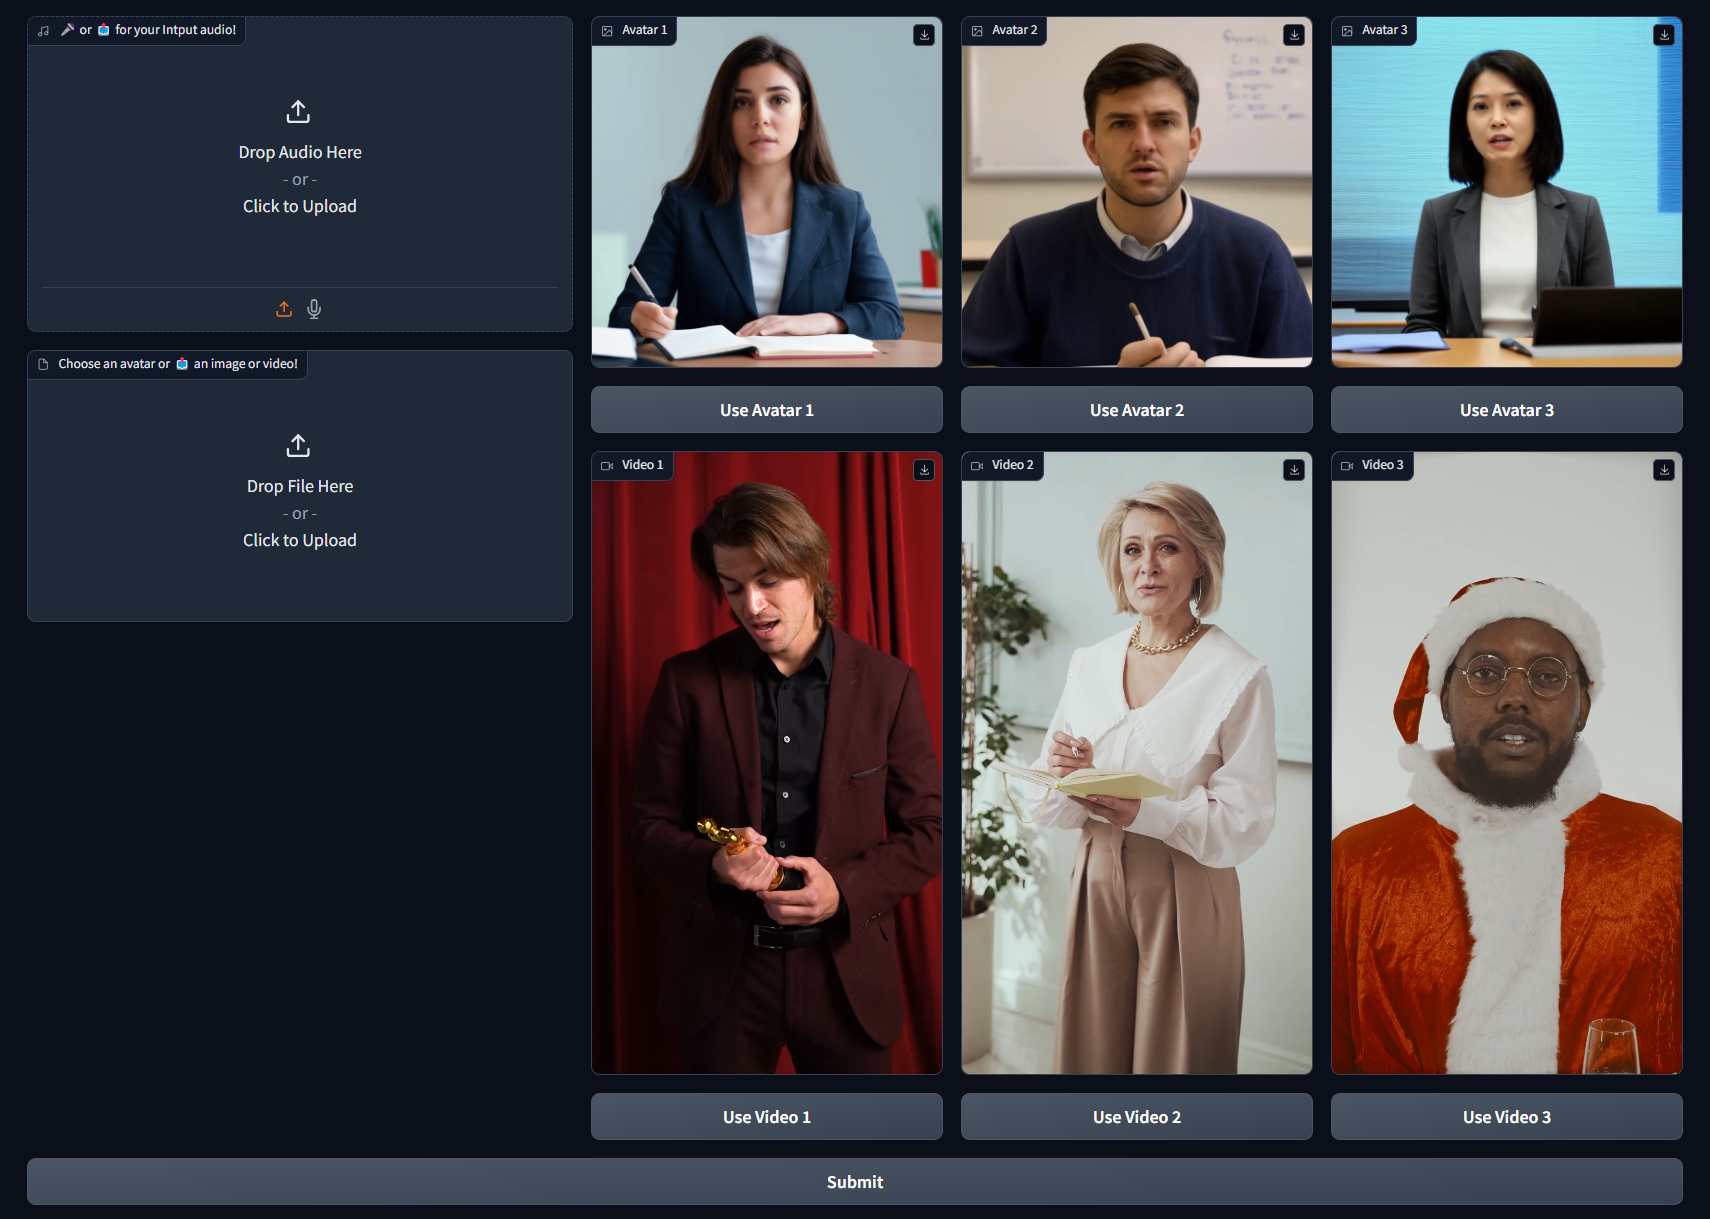 🎤 or 📥 for your Intput audio!
Drop Audio Here
- or -
Click to Upload
Choose an avatar or 📥 an image or video!
Drop File Here
- or -
Click to Upload
Avatar 1
Avatar 2
Avatar 3
Use Avatar 1
Use Avatar 2
Use Avatar 3
Video 1
Video 2
Video 3
Use Video 1
Use Video 2
Use Video 3
Submit